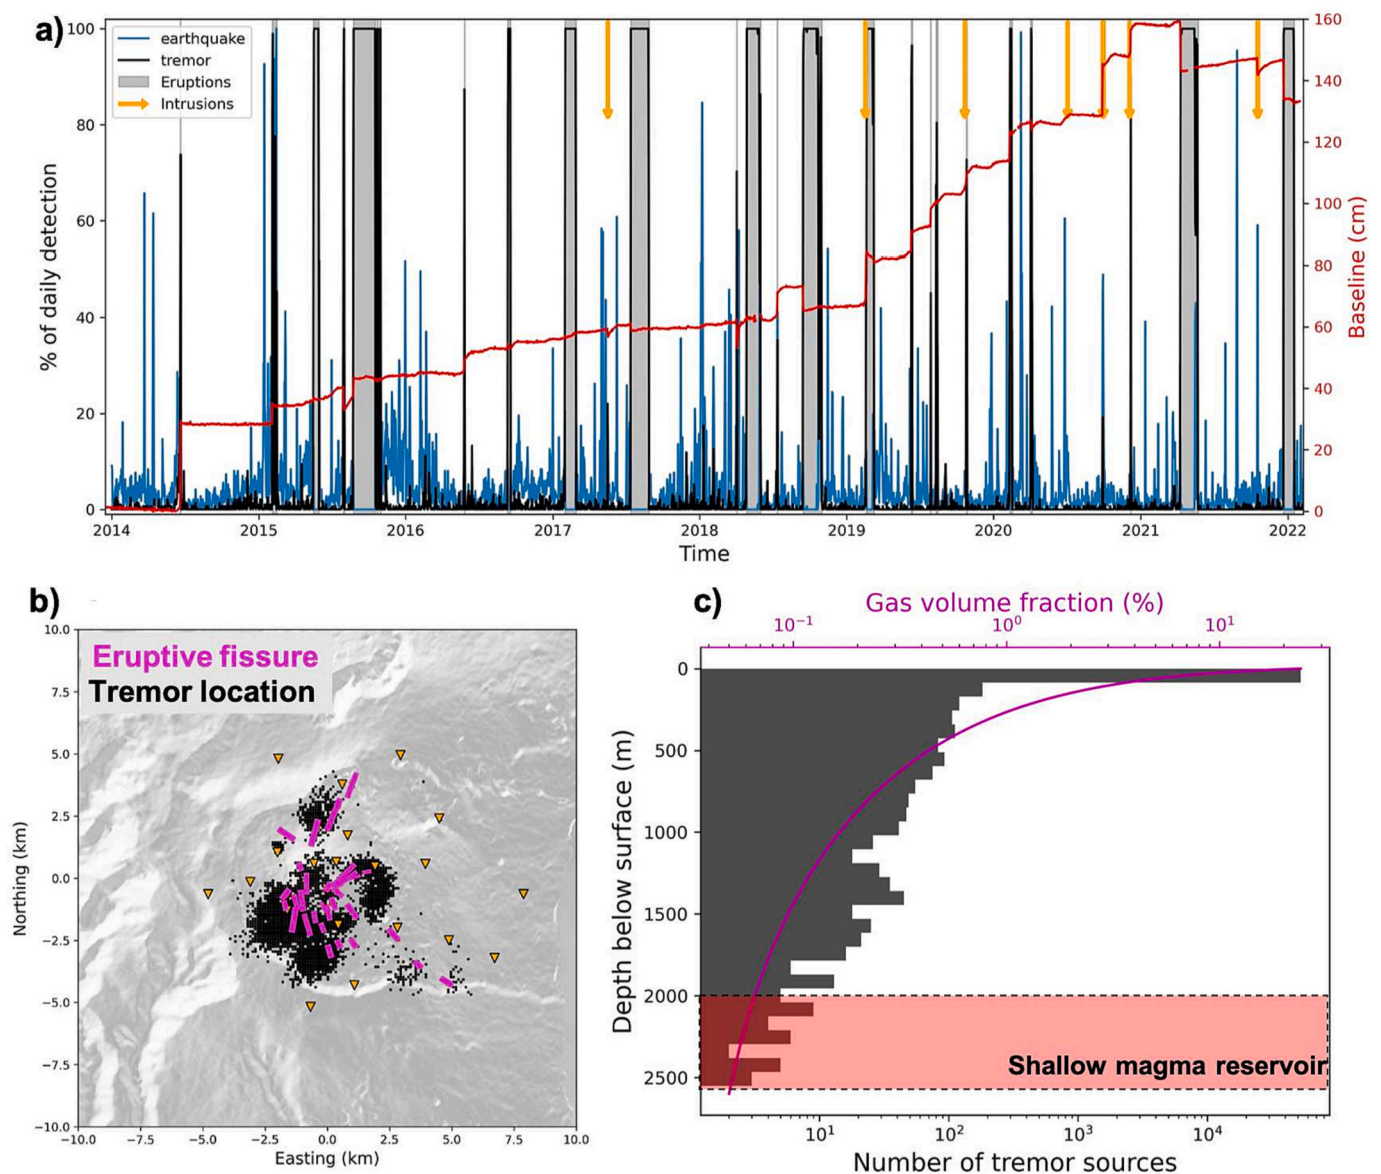 a)
earthquake
tremor
Eruptions
Intrusions
% of daily detection
100
80
60
40
20
0
Baseline (cm)
160
140
120
100
80
60
40
20
0
2014 2015 2016 2017 2018 2019 2020 2021 2022
Time
b)
Eruptive fissure
Tremor location
Northing (km)
10.0
7.5
5.0
2.5
0.0
−2.5
−5.0
−7.5
−10.0
−10.0 −7.5 −5.0 −2.5 0.0 2.5 5.0 7.5 10.0
Easting (km)
c)
Gas volume fraction (%)
10⁻¹ 10⁰ 10¹
Depth below surface (m)
0
500
1000
1500
2000
2500
Shallow magma reservoir
10¹ 10² 10³ 10⁴
Number of tremor sources